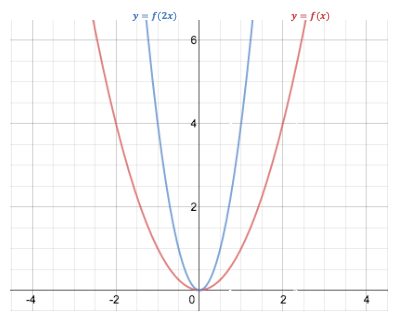 y = f(2x) y = f(x)
6
4
2
-4 -2 0 2 4